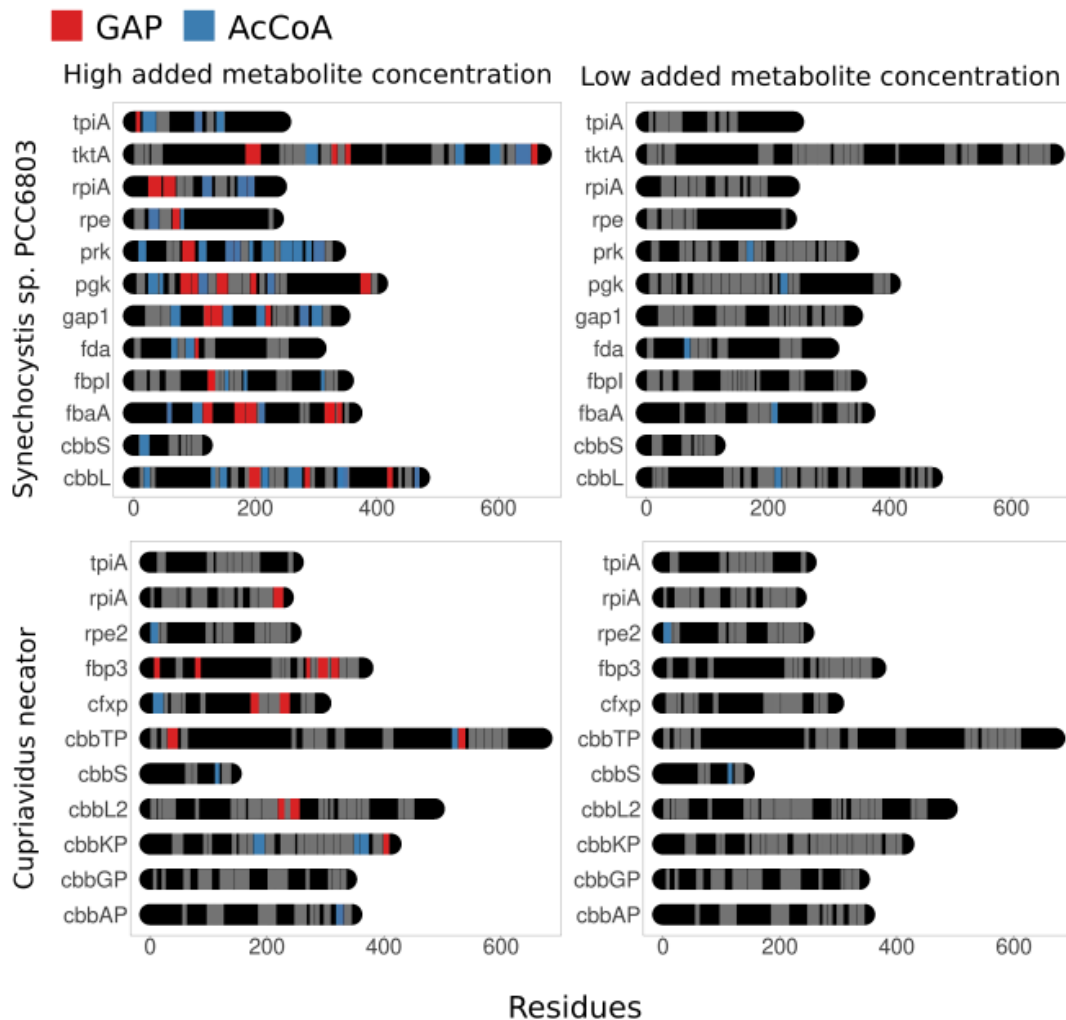 GAP AcCoA
High added metabolite concentration
Low added metabolite concentration
Synechocystis sp. PCC6803
tpiA
tktA
rpiA
rpe
prk
pgk
gap1
fda
fbpI
fbaA
cbbS
cbbL
0 200 400 600
tpiA
tktA
rpiA
rpe
prk
pgk
gap1
fda
fbpI
fbaA
cbbS
cbbL
0 200 400 600
Cupriavidus necator
tpiA
rpiA
rpe2
fbp3
cfxp
cbbTP
cbbS
cbbL2
cbbKP
cbbGP
cbbAP
0 200 400 600
tpiA
rpiA
rpe2
fbp3
cfxp
cbbTP
cbbS
cbbL2
cbbKP
cbbGP
cbbAP
0 200 400 600
Residues